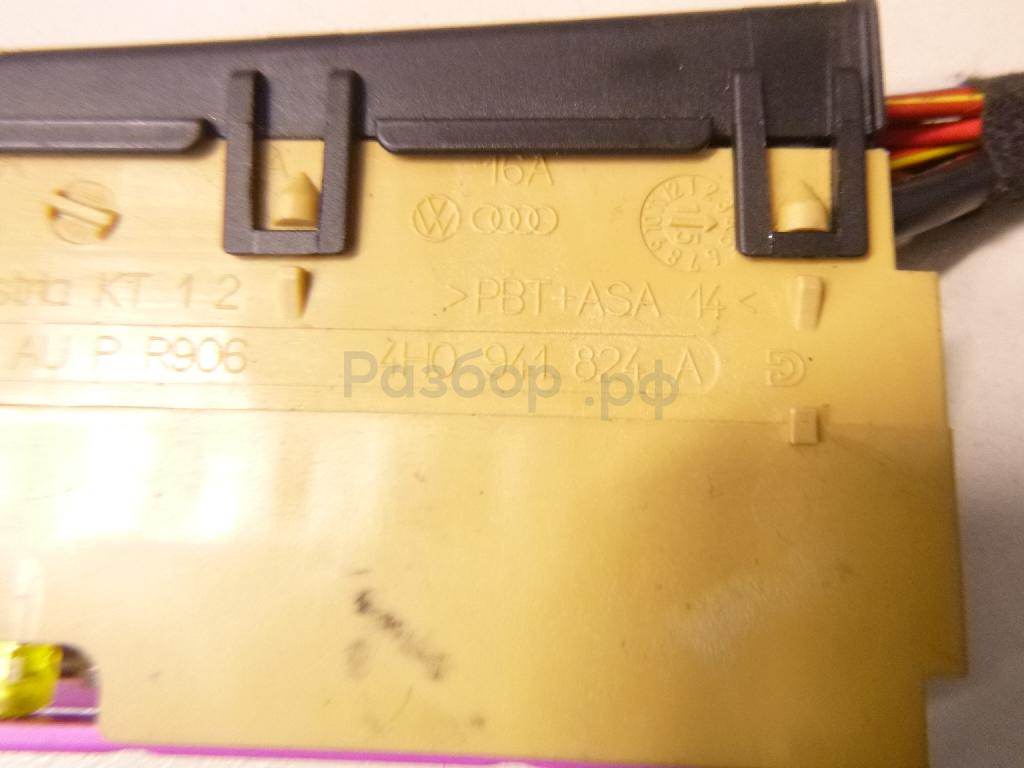 16A
KT 1 2
>PBT+ASA 14<
AU P R906 4H0 941 824 A
Разбор.рф